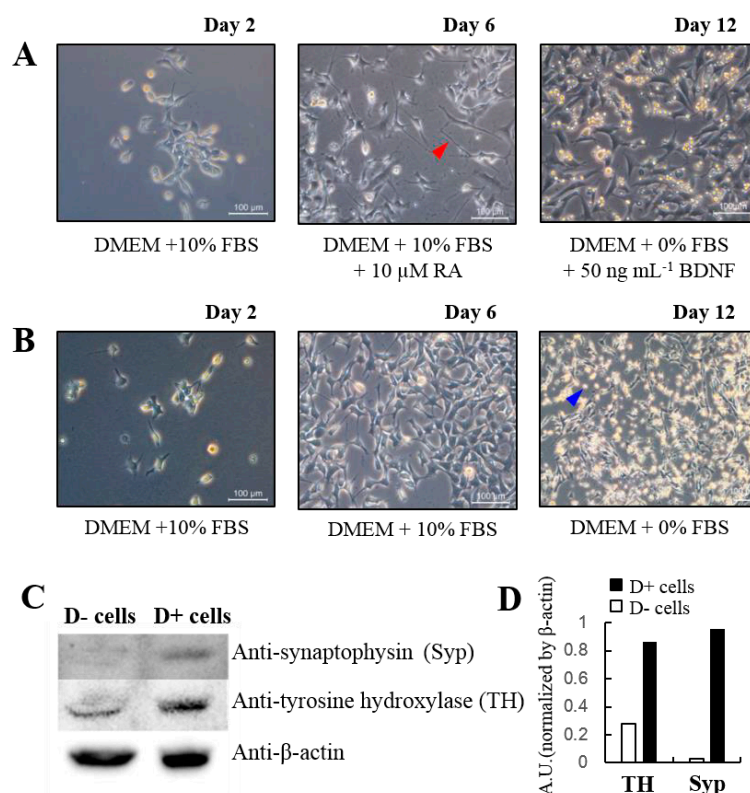 Day 2
Day 6
Day 12
A
100 µm
100 µm
100µm
DMEM +10% FBS
DMEM + 10% FBS
+ 10 µM RA
DMEM + 0% FBS
+ 50 ng mL⁻¹ BDNF
Day 2
Day 6
Day 12
B
100 µm
100 µm
DMEM +10% FBS
DMEM + 10% FBS
DMEM + 0% FBS
C
D- cells
D+ cells
Anti-synaptophysin (Syp)
Anti-tyrosine hydroxylase (TH)
Anti-β-actin
D
D+ cells
D- cells
A.U.(normalized by β-actin)
1
0.8
0.6
0.4
0.2
0
TH
Syp